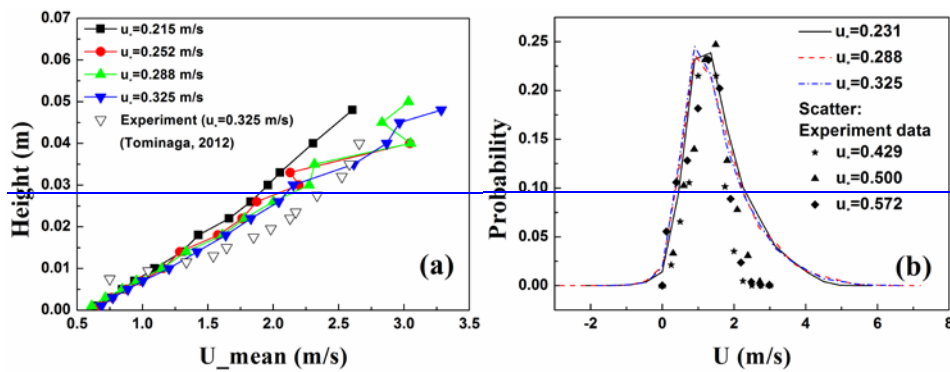 0.07
0.06
0.05
0.04
0.03
0.02
0.01
0.00
Height (m)
u*=0.215 m/s
u*=0.252 m/s
u*=0.288 m/s
u*=0.325 m/s
Experiment (u*=0.325 m/s)
(Tominaga, 2012)
(a)
0.5 1.0 1.5 2.0 2.5 3.0 3.5
U_mean (m/s)
0.25
0.20
0.15
0.10
0.05
0.00
Probability
u*=0.231
u*=0.288
u*=0.325
Scatter:
Experiment data
u*=0.429
u*=0.500
u*=0.572
(b)
-2 0 2 4 6 8
U (m/s)